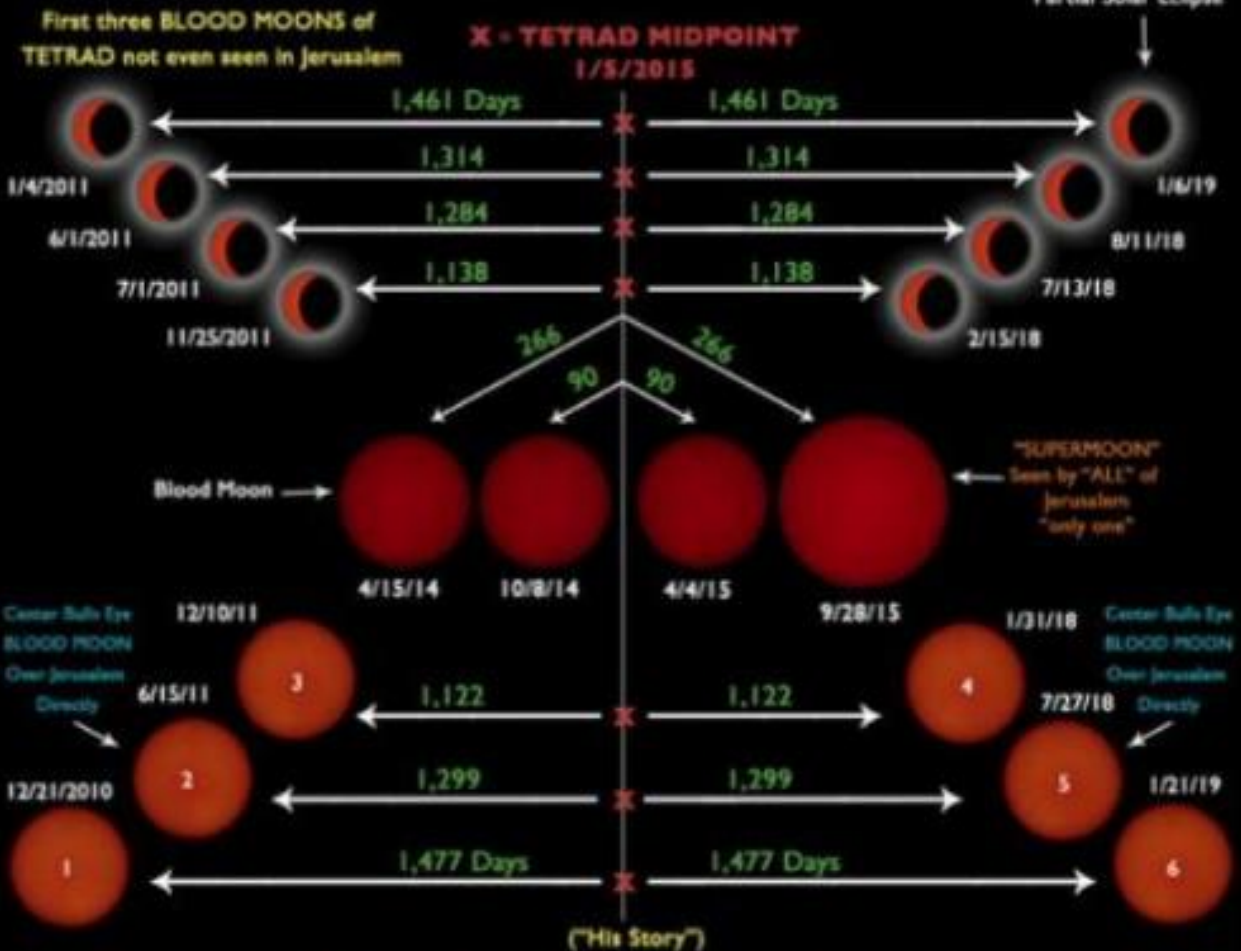 First three BLOOD MOONS of
TETRAD not even seen in Jerusalem
X - TETRAD MIDPOINT
1/5/2015
Partial Solar Eclipse
1,461 Days
1,461 Days
1,314
1,314
1/4/2011
1/6/19
1,284
1,284
6/1/2011
8/11/18
1,138
1,138
7/1/2011
7/13/18
11/25/2011
2/15/18
266
266
90
90
Blood Moon
"SUPERMOON"
Seen by "ALL" of
Jerusalem
"only one"
4/15/14
10/8/14
4/4/15
9/28/15
Center-Bulls Eye
BLOOD MOON
Over Jerusalem
Directly
12/10/11
1/31/18
Center-Bulls Eye
BLOOD MOON
Over Jerusalem
Directly
3
4
6/15/11
1,122
1,122
7/27/18
2
5
12/21/2010
1,299
1,299
1/21/19
1
6
1,477 Days
1,477 Days
("His Story")